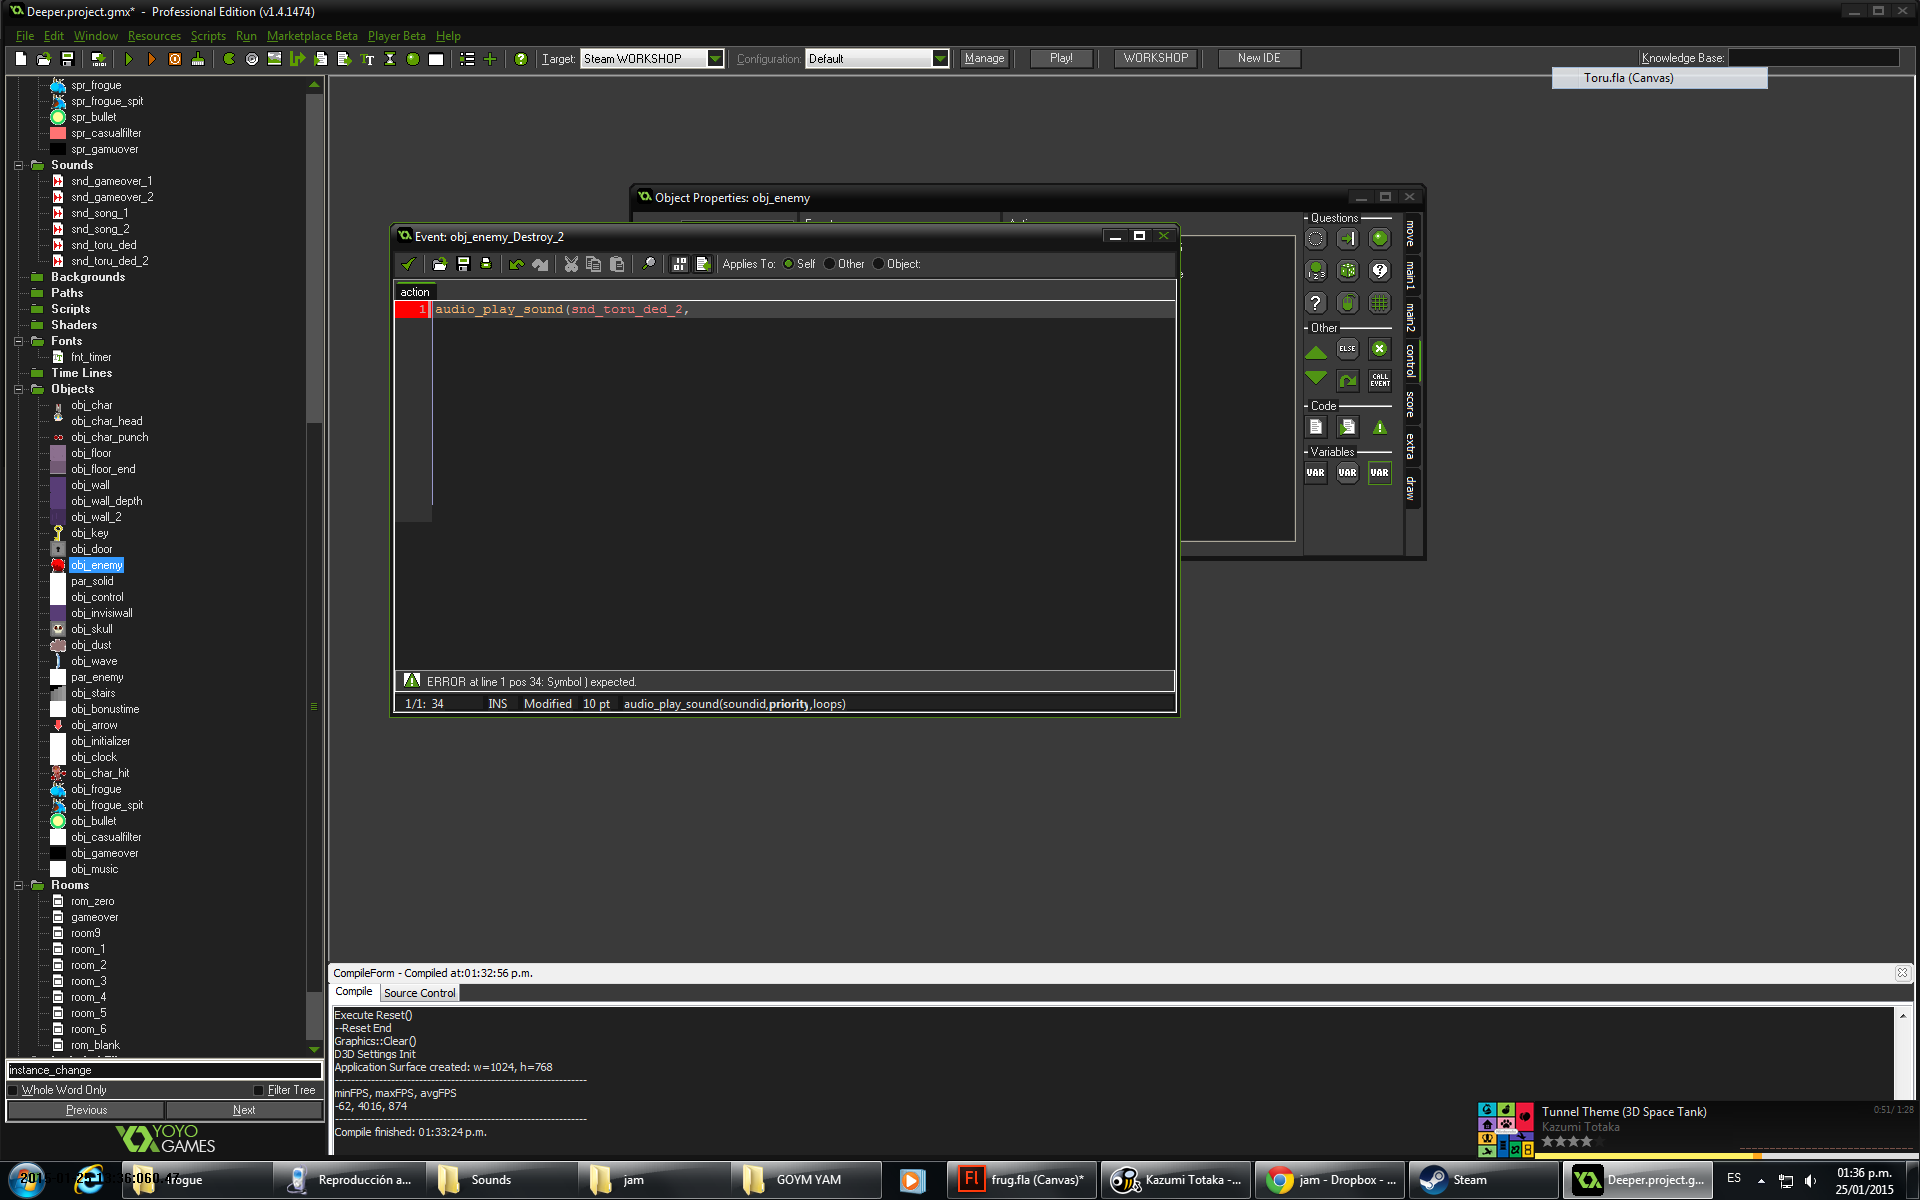 Deeper.project.gmx*  -  Professional Edition (v1.4.1474)
File Edit Window Resources Scripts Run Marketplace Beta Player Beta Help
Target: Steam WORKSHOP Configuration: Default Manage Play! WORKSHOP New IDE Knowledge Base:
Toru.fla (Canvas)
spr_frogue
spr_frogue_spit
spr_bullet
spr_casualfilter
spr_gamuover
Sounds
snd_gameover_1
snd_gameover_2
snd_song_1
snd_song_2
snd_toru_ded
snd_toru_ded_2
Backgrounds
Paths
Scripts
Shaders
Fonts
fnt_timer
Time Lines
Objects
obj_char
obj_char_head
obj_char_punch
obj_floor
obj_floor_end
obj_wall
obj_wall_depth
obj_wall_2
obj_key
obj_door
obj_enemy
par_solid
obj_control
obj_invisiwall
obj_skull
obj_dust
obj_wave
par_enemy
obj_stairs
obj_bonustime
obj_arrow
obj_initializer
obj_clock
obj_char_hit
obj_frogue
obj_frogue_spit
obj_bullet
obj_casualfilter
obj_gameover
obj_music
Rooms
rom_zero
gameover
room9
room_1
room_2
room_3
room_4
room_5
room_6
rom_blank
instance_change
Whole Word Only Filter Tree
Previous Next
YOYO
GAMES
Object Properties: obj_enemy
Questions
Other
ELSE
CALL
EVENT
Code
Variables
VAR VAR VAR
move
main1
main2
control
score
extra
draw
Event: obj_enemy_Destroy_2
Applies To: Self Other Object:
action
1 audio_play_sound(snd_toru_ded_2,
ERROR at line 1 pos 34: Symbol ) expected.
1/1: 34 INS Modified 10 pt audio_play_sound(soundid,priority,loops)
CompileForm - Compiled at:01:32:56 p.m.
Compile Source Control
Execute Reset()
--Reset End
Graphics::Clear()
D3D Settings Init
Application Surface created: w=1024, h=768
minFPS, maxFPS, avgFPS
-62, 4016, 874
Compile finished: 01:33:24 p.m.
Tunnel Theme (3D Space Tank) 0:51/ 1:28
Kazumi Totaka
Reproducción a... Sounds jam GOYM YAM frug.fla (Canvas)* Kazumi Totaka -... jam - Dropbox - ... Steam Deeper.project.g... ES 01:36 p.m.
25/01/2015